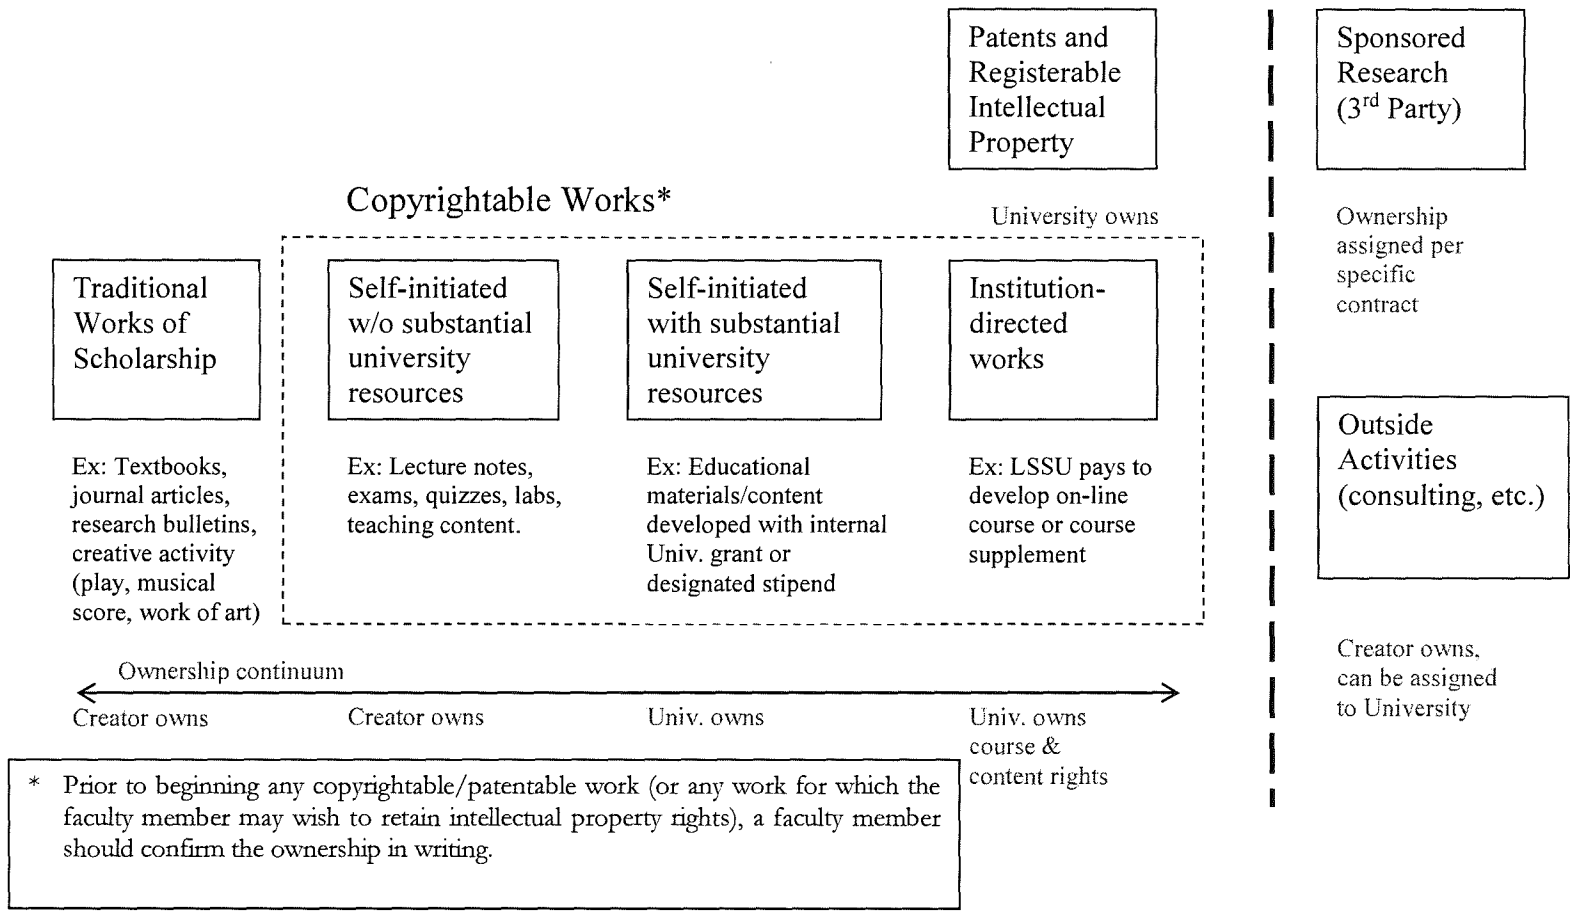 Patents and
Registerable
Intellectual
Property
University owns
Sponsored
Research
(3rd Party)
Ownership
assigned per
specific
contract
Copyrightable Works*
Traditional
Works of
Scholarship
Ex: Textbooks,
journal articles,
research bulletins,
creative activity
(play, musical
score, work of art)
Self-initiated
w/o substantial
university
resources
Ex: Lecture notes,
exams, quizzes, labs,
teaching content.
Self-initiated
with substantial
university
resources
Ex: Educational
materials/content
developed with internal
Univ. grant or
designated stipend
Institution-
directed
works
Ex: LSSU pays to
develop on-line
course or course
supplement
Outside
Activities
(consulting, etc.)
Creator owns,
can be assigned
to University
Ownership continuum
Creator owns
Creator owns
Univ. owns
Univ. owns
course &
content rights
* Prior to beginning any copyrightable/patentable work (or any work for which the
faculty member may wish to retain intellectual property rights), a faculty member
should confirm the ownership in writing.